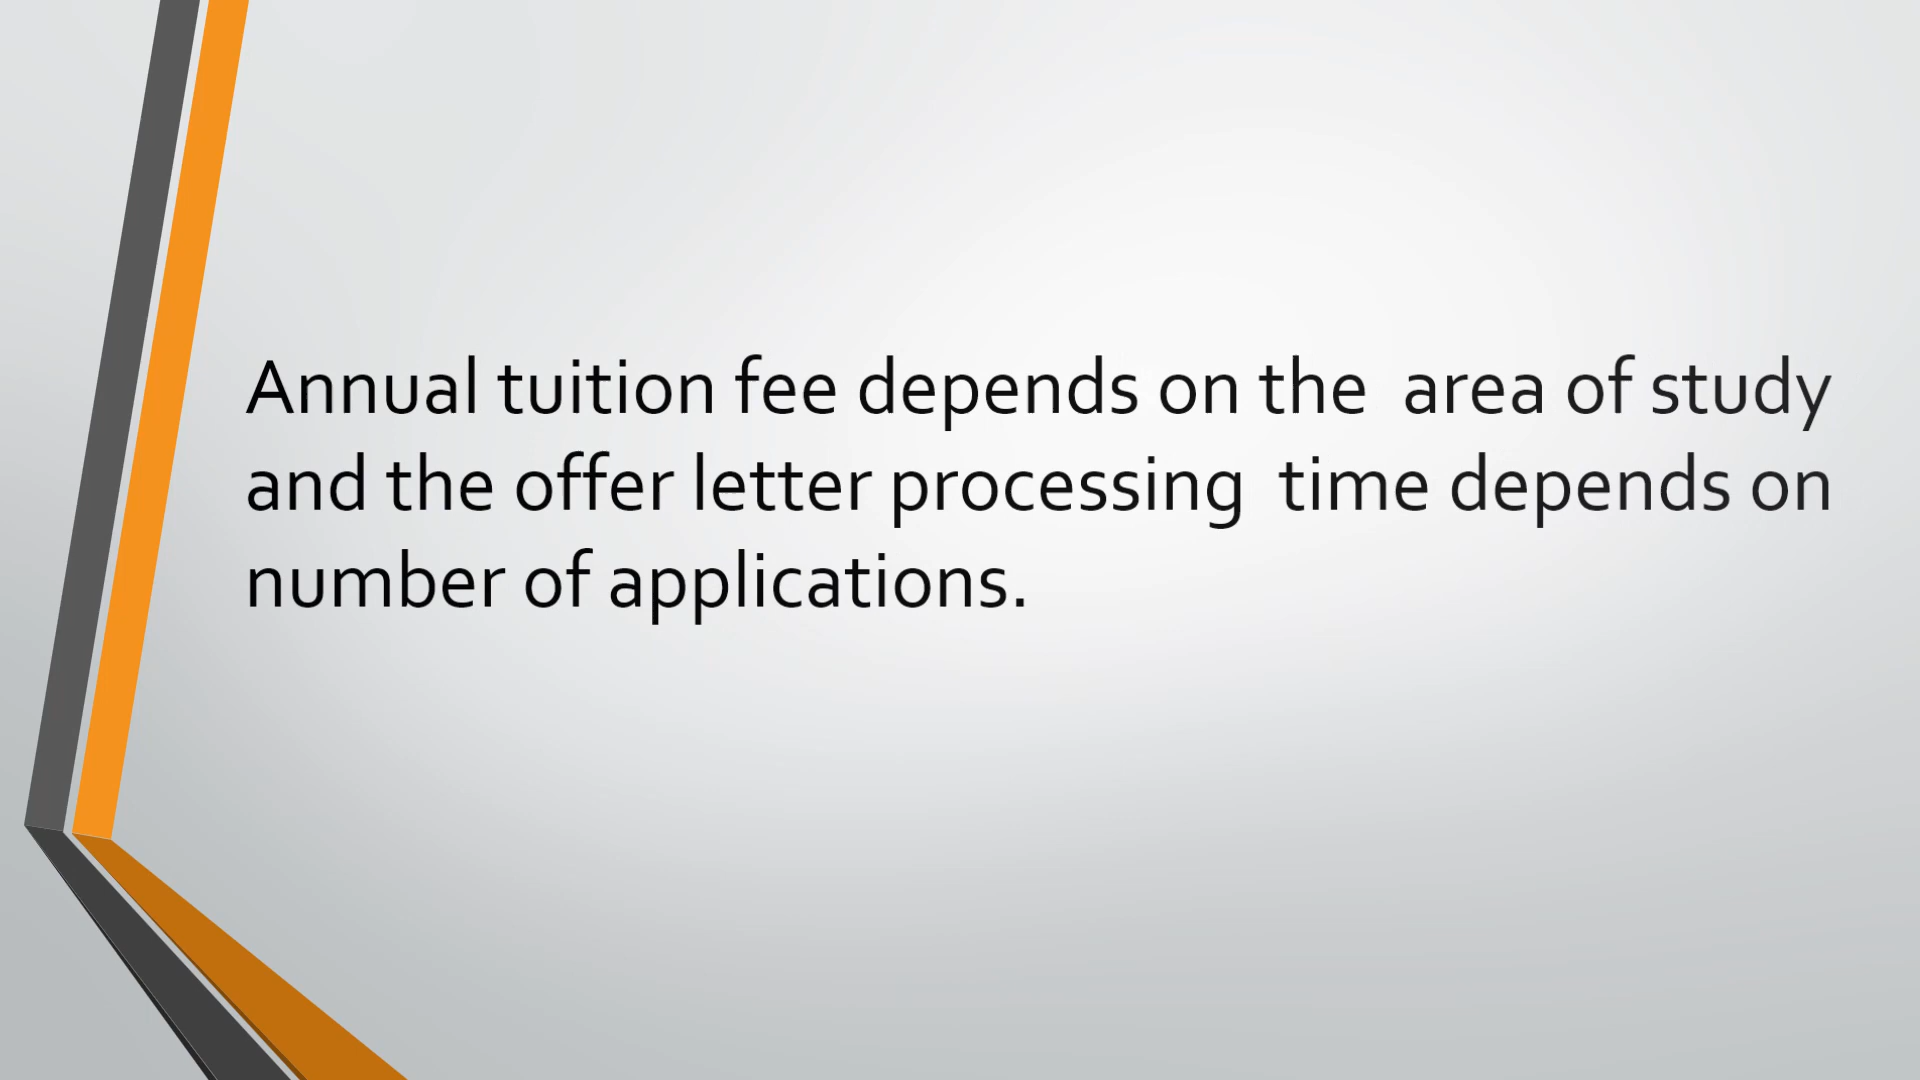 Annual tuition fee depends on the  area of study
and the offer letter processing  time depends on
number of applications.